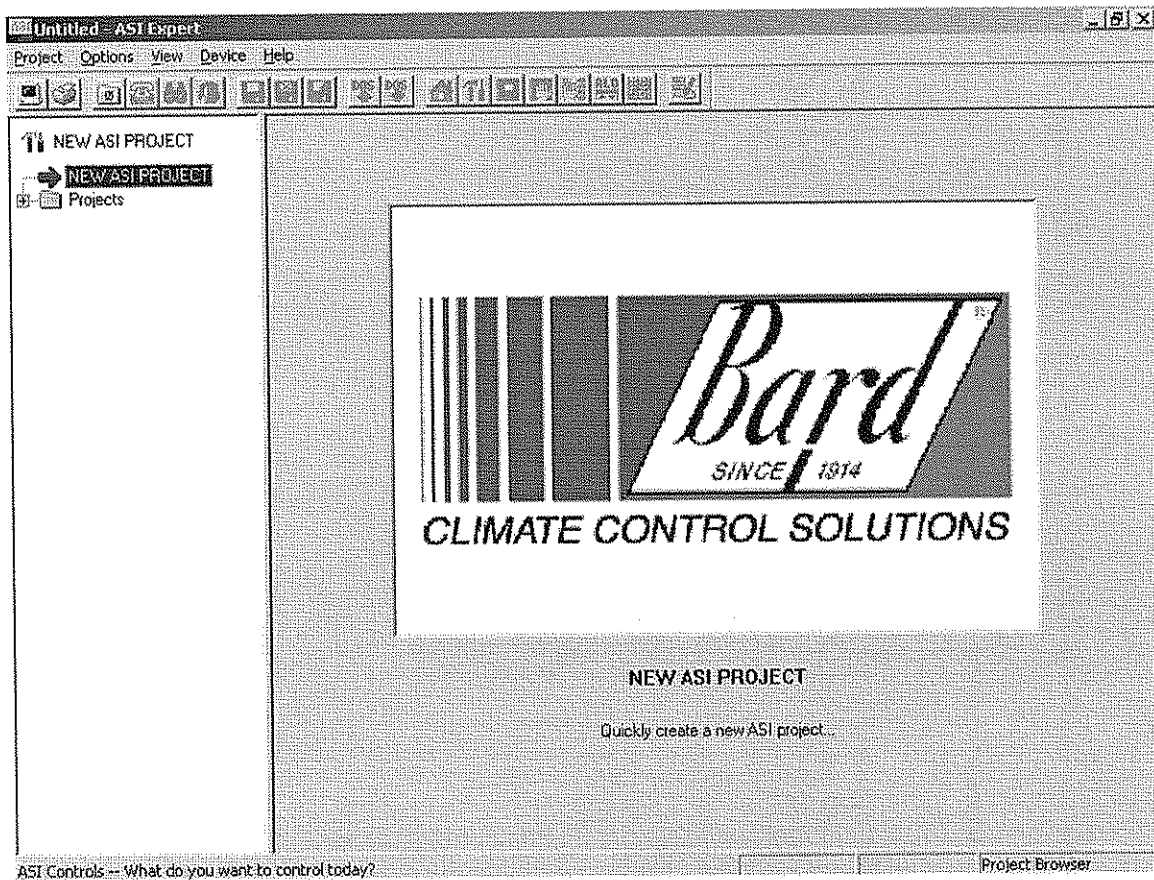 Untitled - ASI Expert
Project Options View Device Help
NEW ASI PROJECT
NEW ASI PROJECT
Projects
Bard
®
SINCE 1914
CLIMATE CONTROL SOLUTIONS
NEW ASI PROJECT
Quickly create a new ASI project...
ASI Controls -- What do you want to control today?
Project Browser